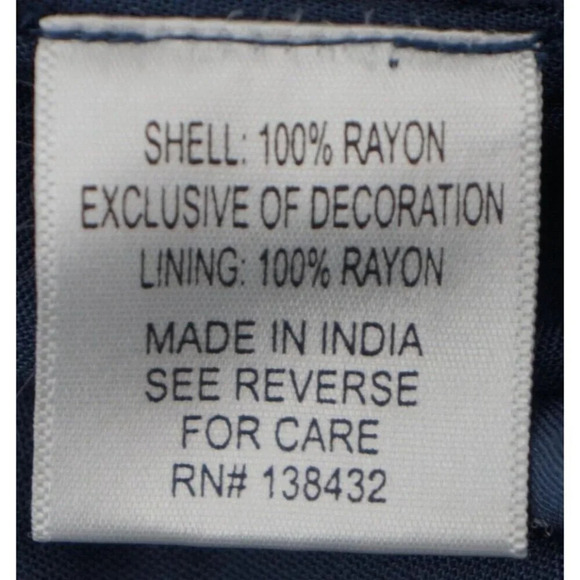 SHELL: 100% RAYON
EXCLUSIVE OF DECORATION
LINING: 100% RAYON
MADE IN INDIA
SEE REVERSE
FOR CARE
RN# 138432